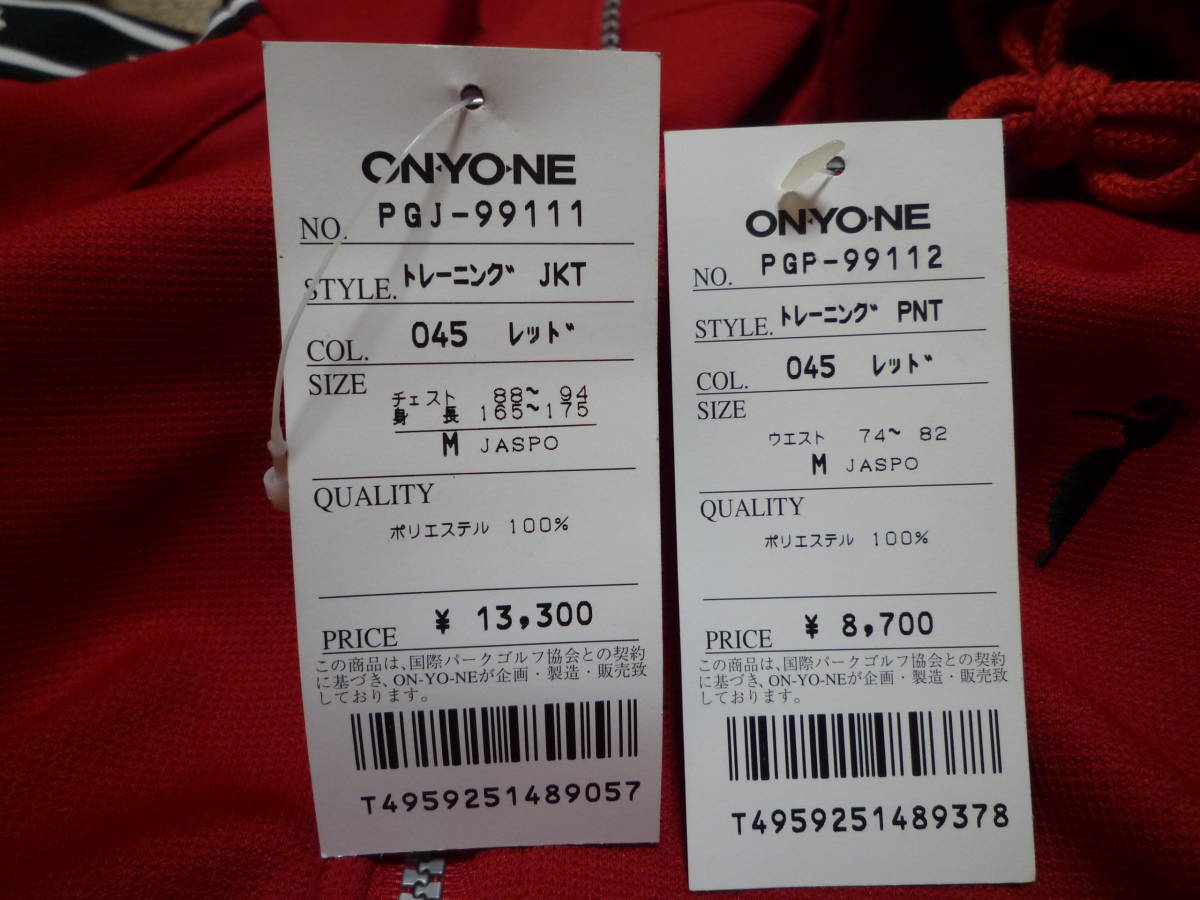 ON·YO·NE
NO. PGJ-99111
STYLE. トレーニング JKT
COL. 045 レッド
SIZE
チェスト 88~ 94
身 長 165~175
M JASPO
QUALITY
ポリエステル 100%
PRICE ¥ 13,300
この商品は、国際パークゴルフ協会との契約
に基づき、ON-YO-NEが企画・製造・販売致
しております。
T4959251489057
ON·YO·NE
NO. PGP-99112
STYLE. トレーニング PNT
COL. 045 レッド
SIZE
ウエスト 74~ 82
M JASPO
QUALITY
ポリエステル 100%
PRICE ¥ 8,700
この商品は、国際パークゴルフ協会との契約
に基づき、ON-YO-NEが企画・製造・販売致
しております。
T4959251489378